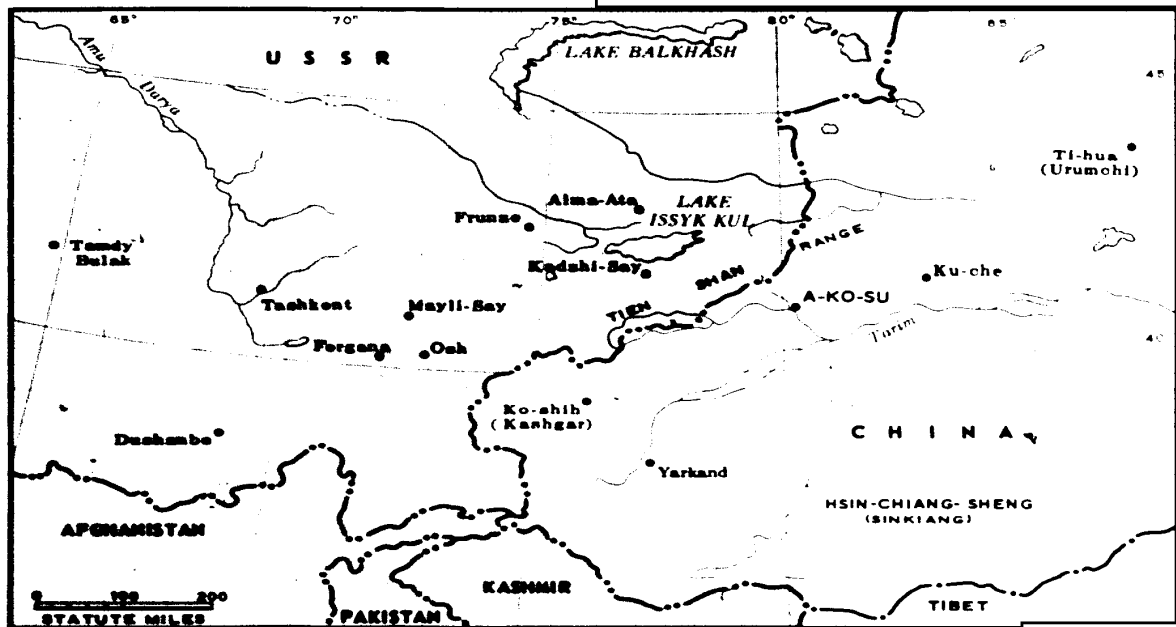 65° 70° 75° 80° 85°
USSR
LAKE BALKHASH
Amu
Darya
45
Ti-hua
(Urumchi)
Alma-Ata
LAKE
ISSYK KUL
Frunze
Tamdy
Bulak
Kadzhi-Say
TIEN SHAN RANGE
Ku-che
Tashkent
Mayli-Say
A-KO-SU
Tarim
40
Fergana
Osh
Ko-shih
(Kashgar)
CHINA
Dushanbe
Yarkand
HSIN-CHIANG-SHENG
(SINKIANG)
AFGHANISTAN
KASHMIR
TIBET
0 100 200
STATUTE MILES
PAKISTAN